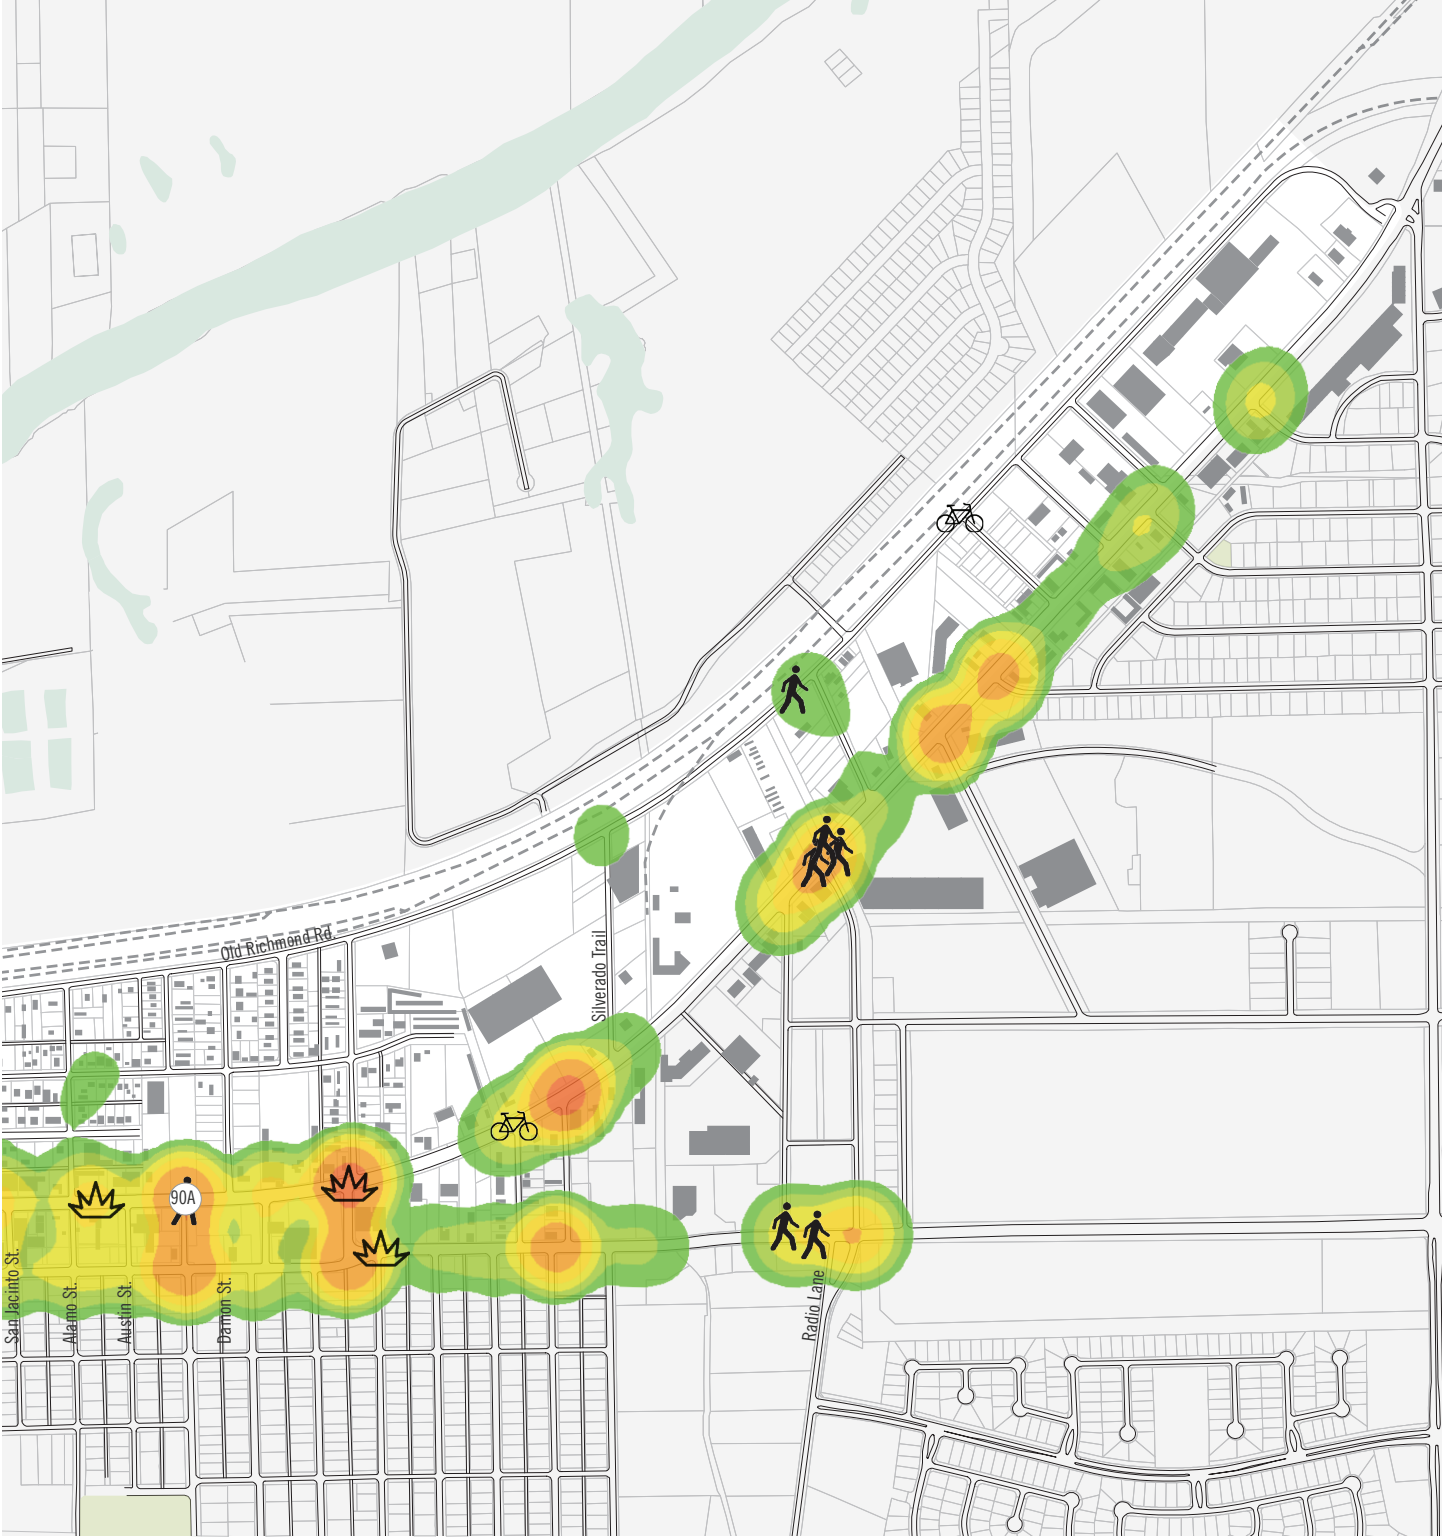 Old Richmond Rd.
Silverado Trail
90A
San Jacinto St.
Alamo St.
Austin St.
Damon St.
Radio Lane